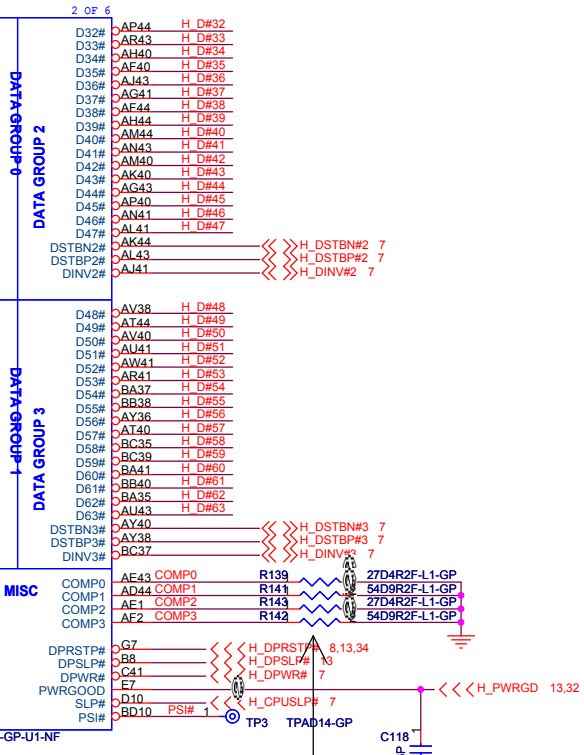 2 OF 6
DATA GROUP 0
DATA GROUP 2
D32# AP44 H_D#32
D33# AR43 H_D#33
D34# AH40 H_D#34
D35# AF40 H_D#35
D36# AJ43 H_D#36
D37# AG41 H_D#37
D38# AF44 H_D#38
D39# AH44 H_D#39
D40# AM44 H_D#40
D41# AN43 H_D#41
D42# AM40 H_D#42
D43# AK40 H_D#43
D44# AG43 H_D#44
D45# AP40 H_D#45
D46# AN41 H_D#46
D47# AL41 H_D#47
DSTBN2# AK44 H_DSTBN#2 7
DSTBP2# AL43 H_DSTBP#2 7
DINV2# AJ41 H_DINV#2 7
DATA GROUP 1
DATA GROUP 3
D48# AV38 H_D#48
D49# AT44 H_D#49
D50# AV40 H_D#50
D51# AU41 H_D#51
D52# AW41 H_D#52
D53# AR41 H_D#53
D54# BA37 H_D#54
D55# BB38 H_D#55
D56# AY36 H_D#56
D57# AT40 H_D#57
D58# BC35 H_D#58
D59# BC39 H_D#59
D60# BA41 H_D#60
D61# BB40 H_D#61
D62# BA35 H_D#62
D63# AU43 H_D#63
DSTBN3# AY40 H_DSTBN#3 7
DSTBP3# AY38 H_DSTBP#3 7
DINV3# BC37 H_DINV#3 7
MISC
COMP0 AE43 COMP0 R139 27D4R2F-L1-GP
COMP1 AD44 COMP1 R141 54D9R2F-L1-GP
COMP2 AE1 COMP2 R143 27D4R2F-L1-GP
COMP3 AF2 COMP3 R142 54D9R2F-L1-GP
DPRSTP# G7 H_DPRSTP# 8,13,34
DPSLP# B8 H_DPSLP# 13
DPWR# C41 H_DPWR# 7
PWRGOOD E7 H_PWRGD 13,32
SLP# D10 H_CPUSLP# 7
PSI# BD10 PSI# 1 TP3 TPAD14-GP
-GP-U1-NF
C118 1